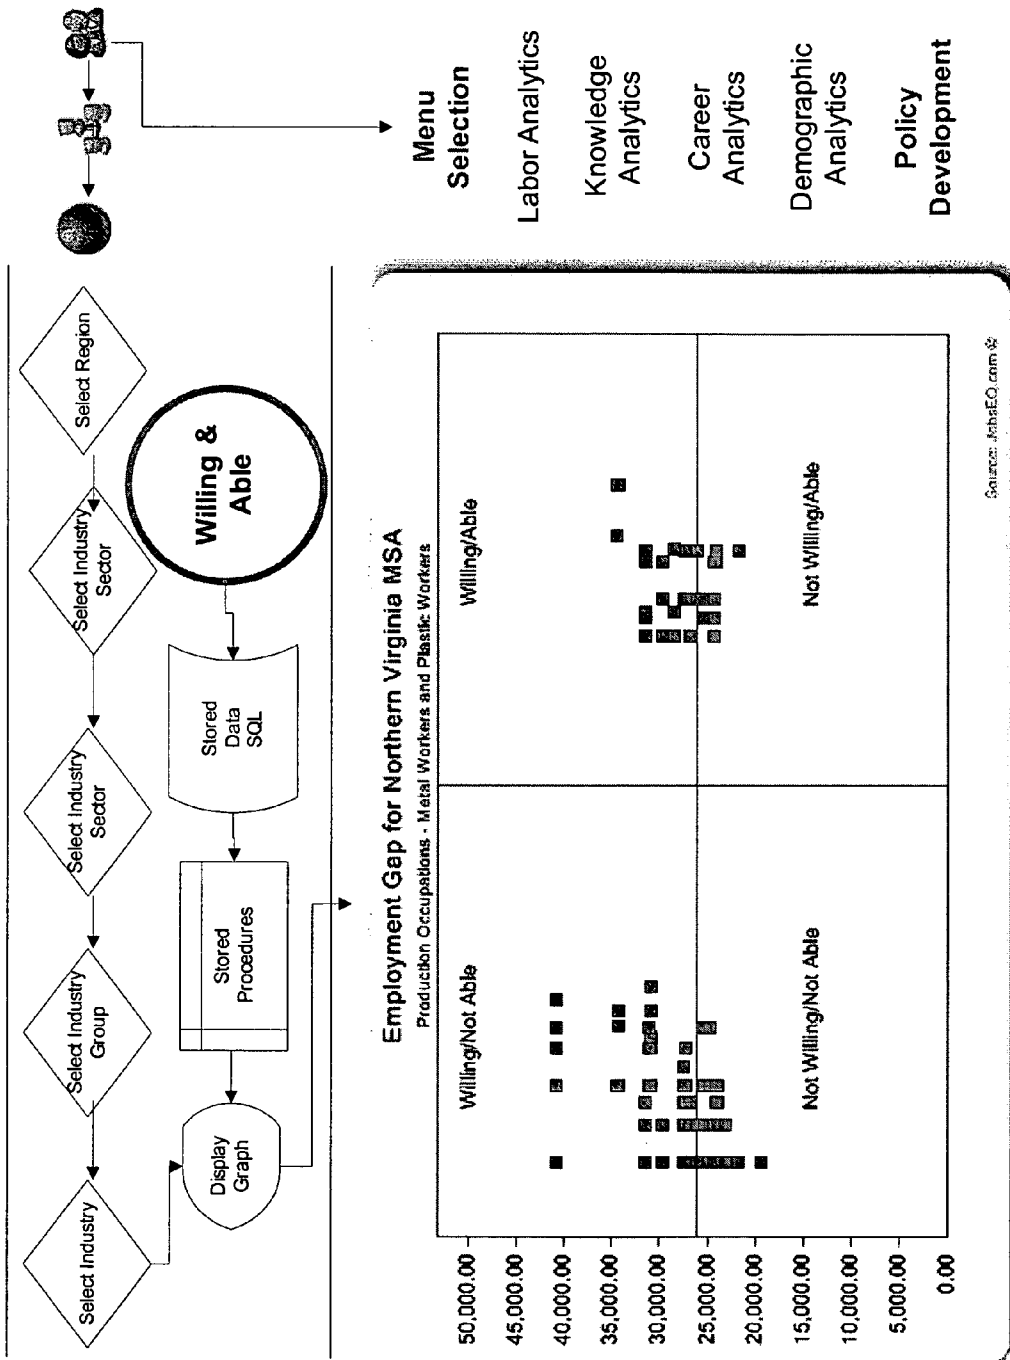 Select Region
Select Industry
Sector
Select Industry
Sector
Select Industry
Group
Select Industry
Willing &
Able
Stored
Data
SQL
Stored
Procedures
Display
Graph
Menu
Selection
Labor Analytics
Knowledge
Analytics
Career
Analytics
Demographic
Analytics
Policy
Development
Employment Gap for Northern Virginia MSA
Production Occupations - Metal Workers and Plastic Workers
Willing/Not Able
Willing/Able
Not Willing/Not Able
Not Willing/Able
50,000.00
45,000.00
40,000.00
35,000.00
30,000.00
25,000.00
20,000.00
15,000.00
10,000.00
5,000.00
0.00
Source: JobsEQ.com ©